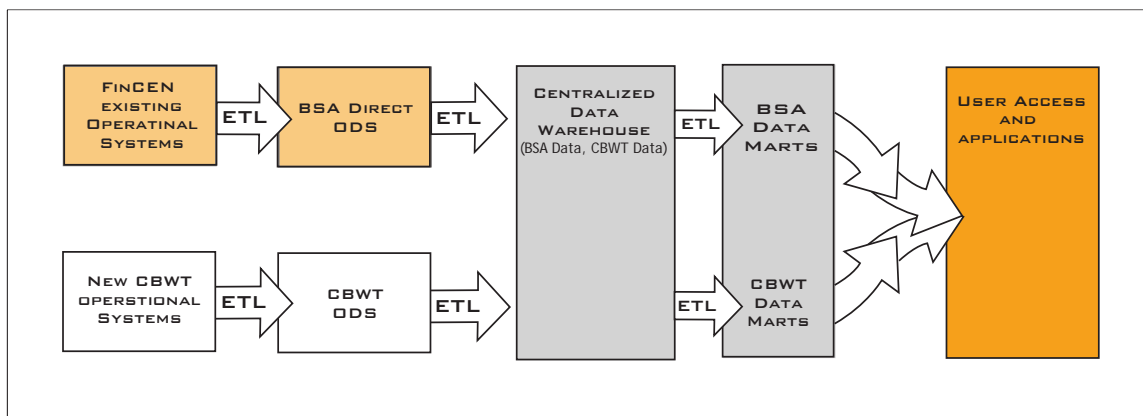 FinCEN
existing
Operatinal
Systems
ETL
BSA Direct
ODS
ETL
Centralized
Data
Warehouse
(BSA Data, CBWT Data)
ETL
BSA
Data
Marts
User Access
and
applications
New CBWT
operstional
Systems
ETL
CBWT
ODS
ETL
ETL
CBWT
Data
Marts